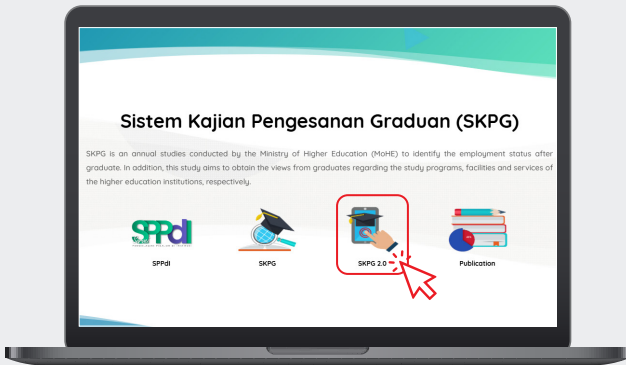 Sistem Kajian Pengesanan Graduan (SKPG)
SKPG is an annual studies conducted by the Ministry of Higher Education (MoHE) to identify the employment status after
graduate. In addition, this study aims to obtain the views from graduates regarding the study programs, facilities and services of
the higher education institutions, respectively.
SPPdI
SPPdI
SKPG
SKPG 2.0
Publication